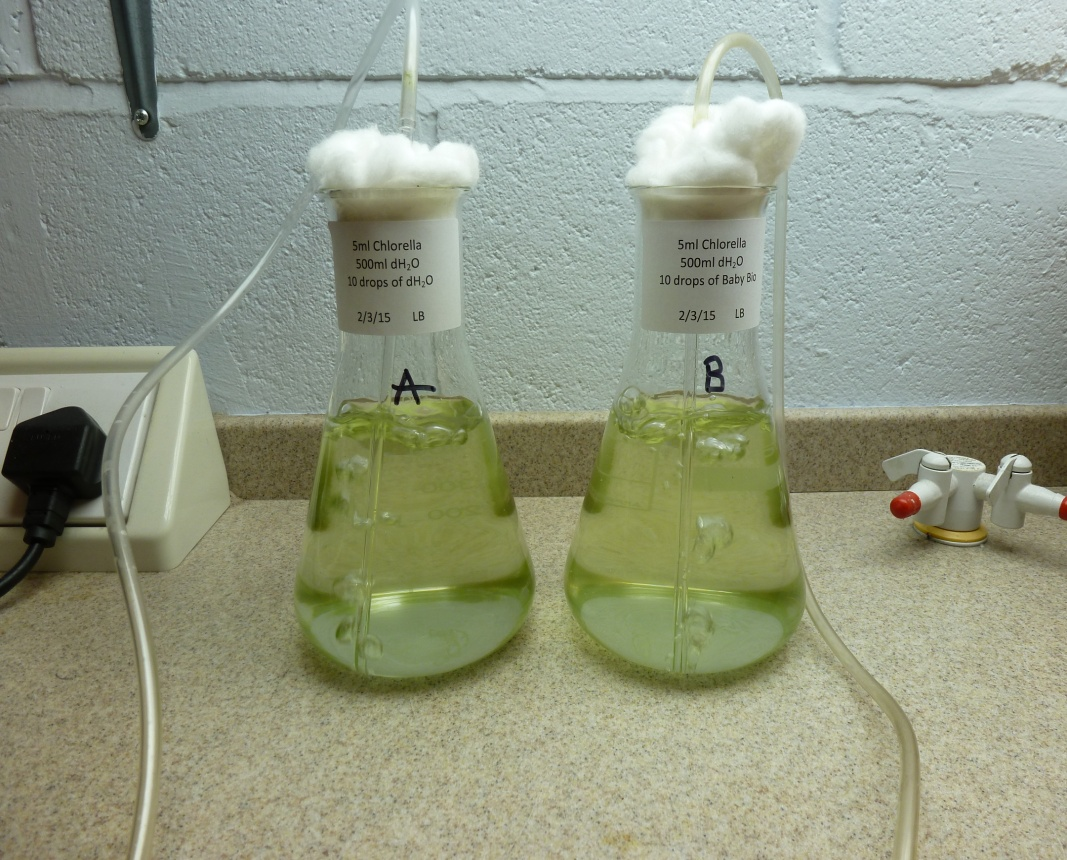 5ml Chlorella
500ml dH₂O
10 drops of dH₂O
2/3/15 LB
A
5ml Chlorella
500ml dH₂O
10 drops of Baby Bio
2/3/15 LB
B